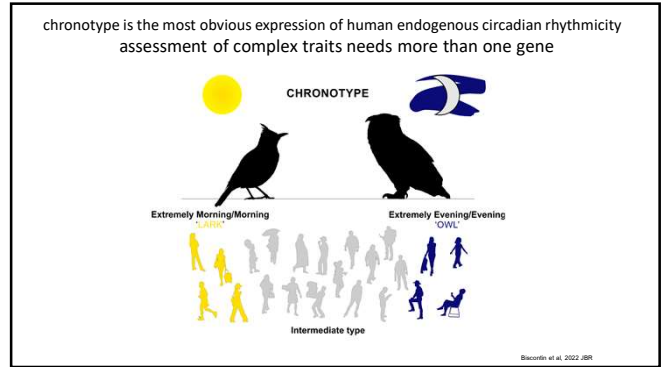 chronotype is the most obvious expression of human endogenous circadian rhythmicity
assessment of complex traits needs more than one gene
CHRONOTYPE
Extremely Morning/Morning
'LARK'
Extremely Evening/Evening
'OWL'
Intermediate type
Biscontin et al, 2022 JBR